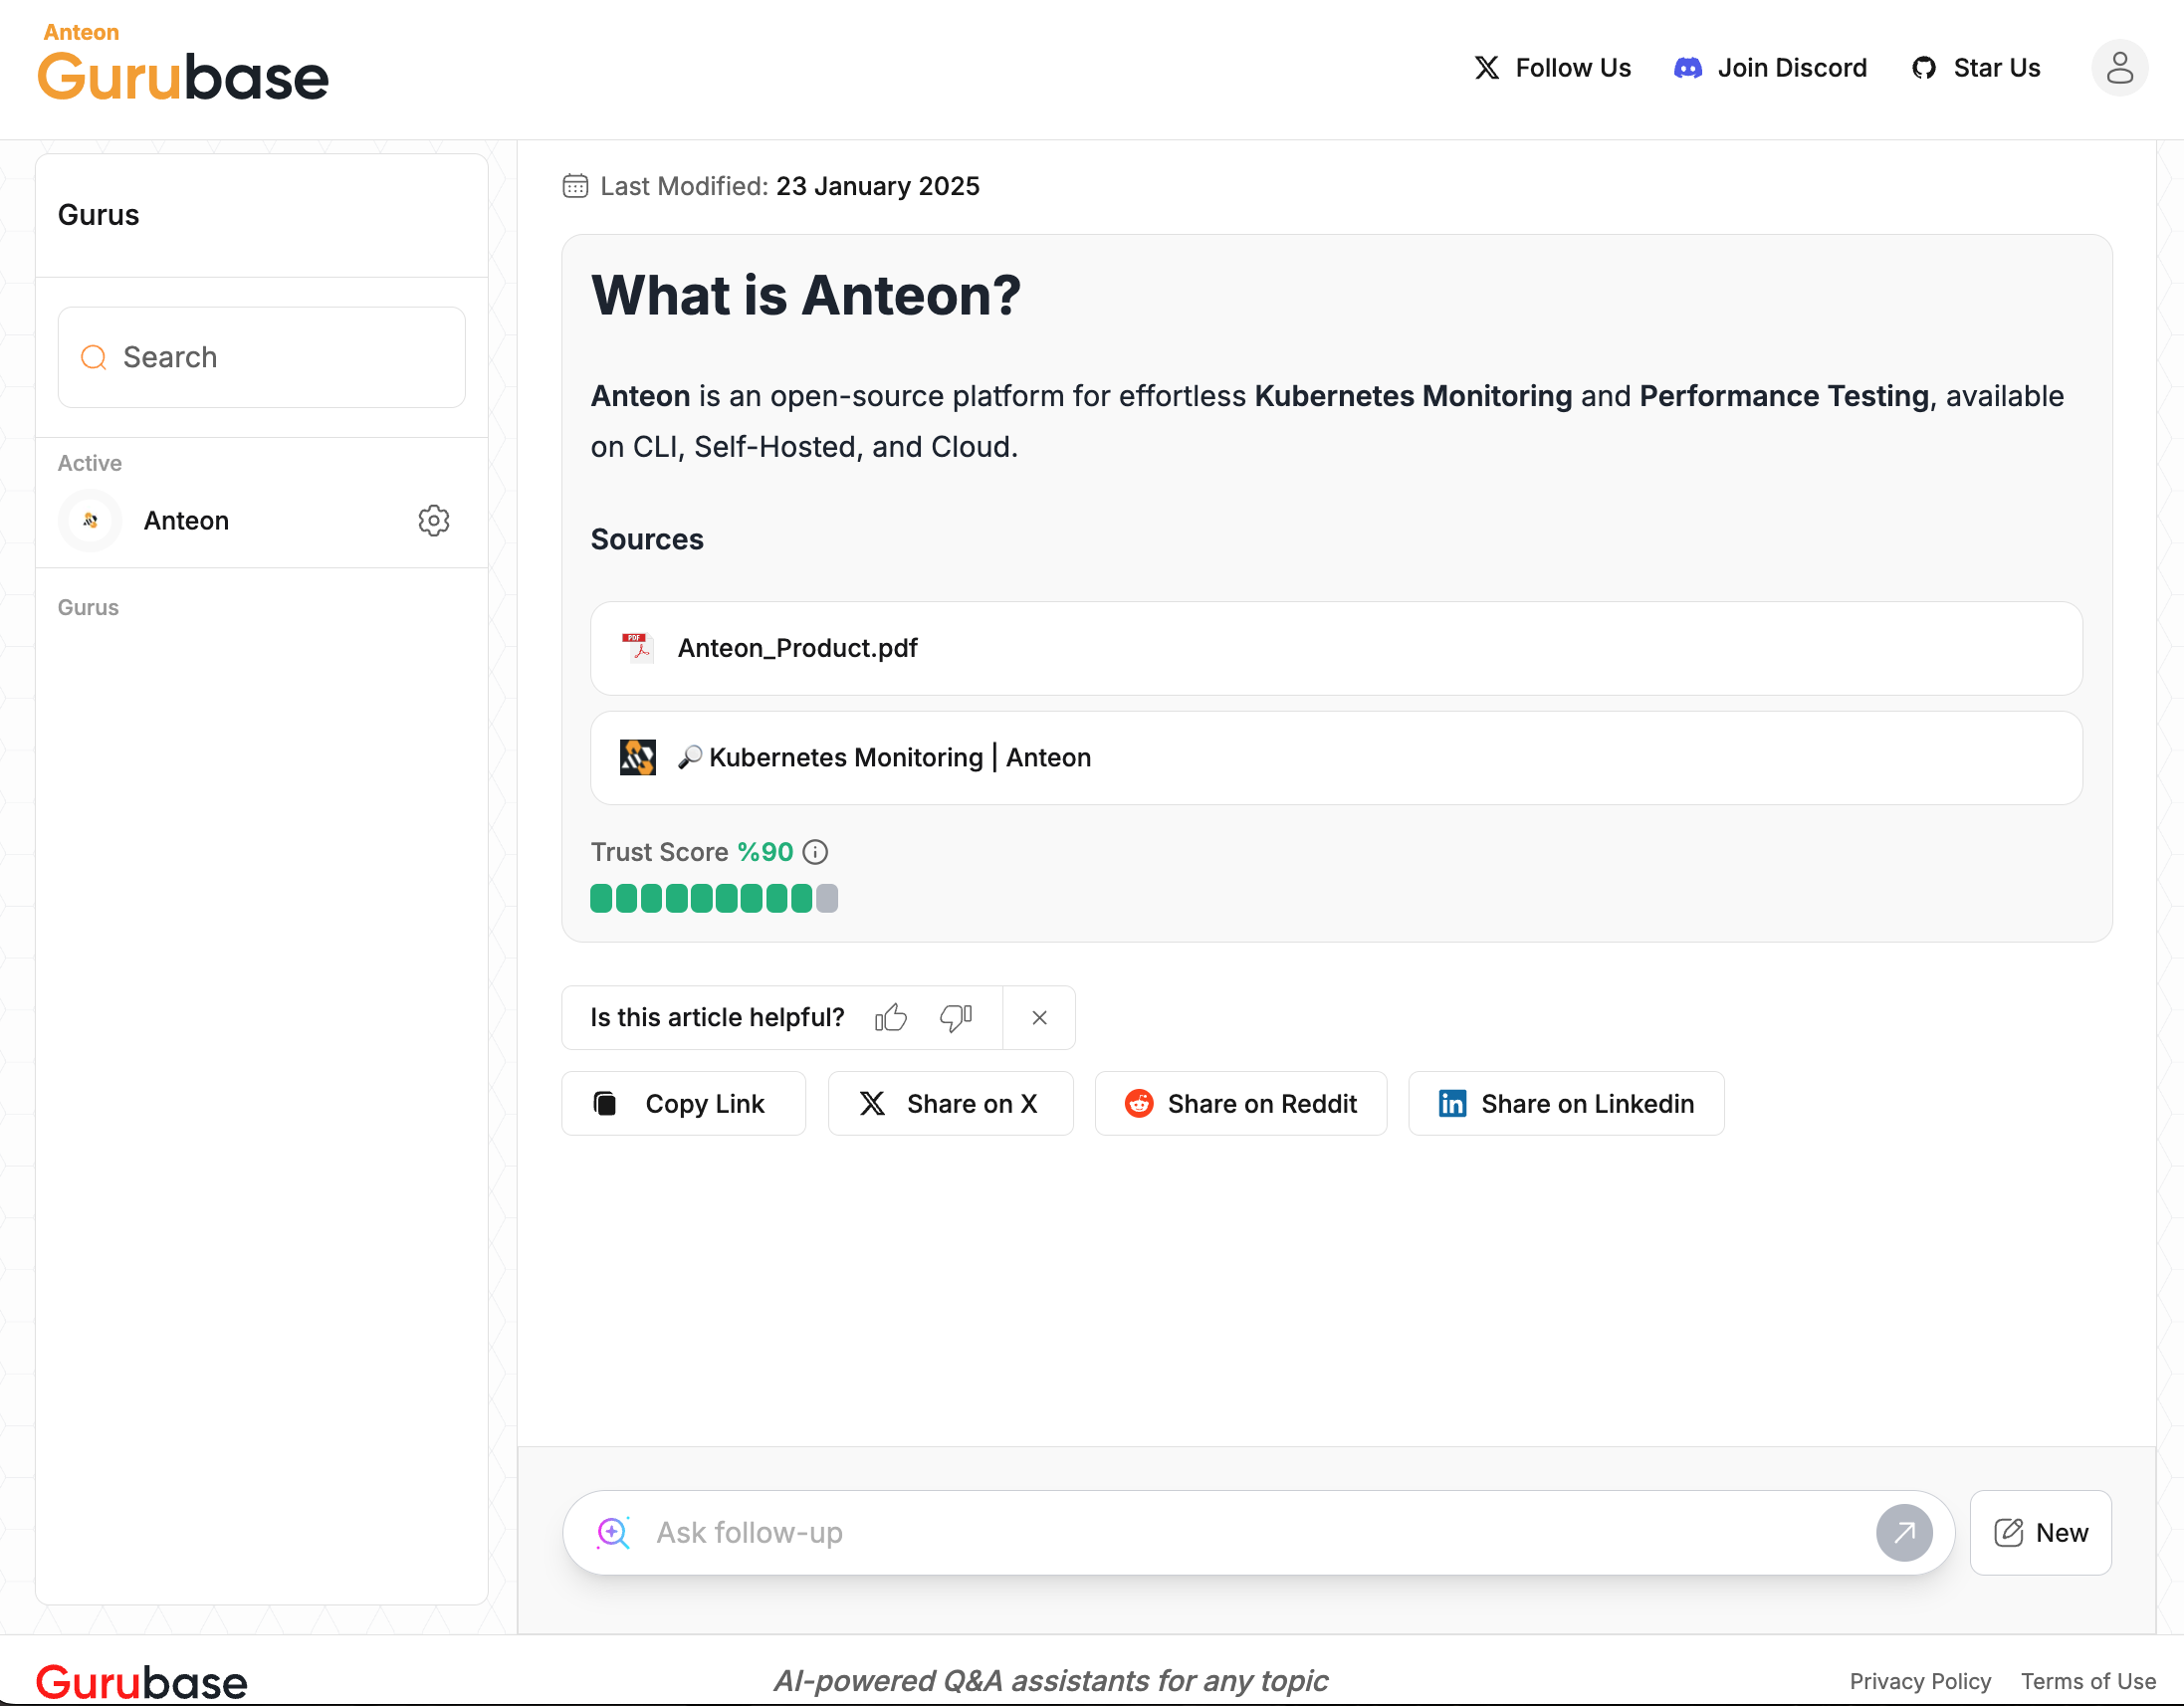 Anteon
Gurubase
Follow Us
Join Discord
Star Us
Gurus
Search
Active
Anteon
Gurus
Last Modified: 23 January 2025
What is Anteon?
Anteon is an open-source platform for effortless Kubernetes Monitoring and Performance Testing, available
on CLI, Self-Hosted, and Cloud.
Sources
PDF
Anteon_Product.pdf
🔎 Kubernetes Monitoring | Anteon
Trust Score %90
Is this article helpful?
Copy Link
Share on X
Share on Reddit
in Share on Linkedin
Ask follow-up
New
Gurubase
AI-powered Q&A assistants for any topic
Privacy Policy
Terms of Use